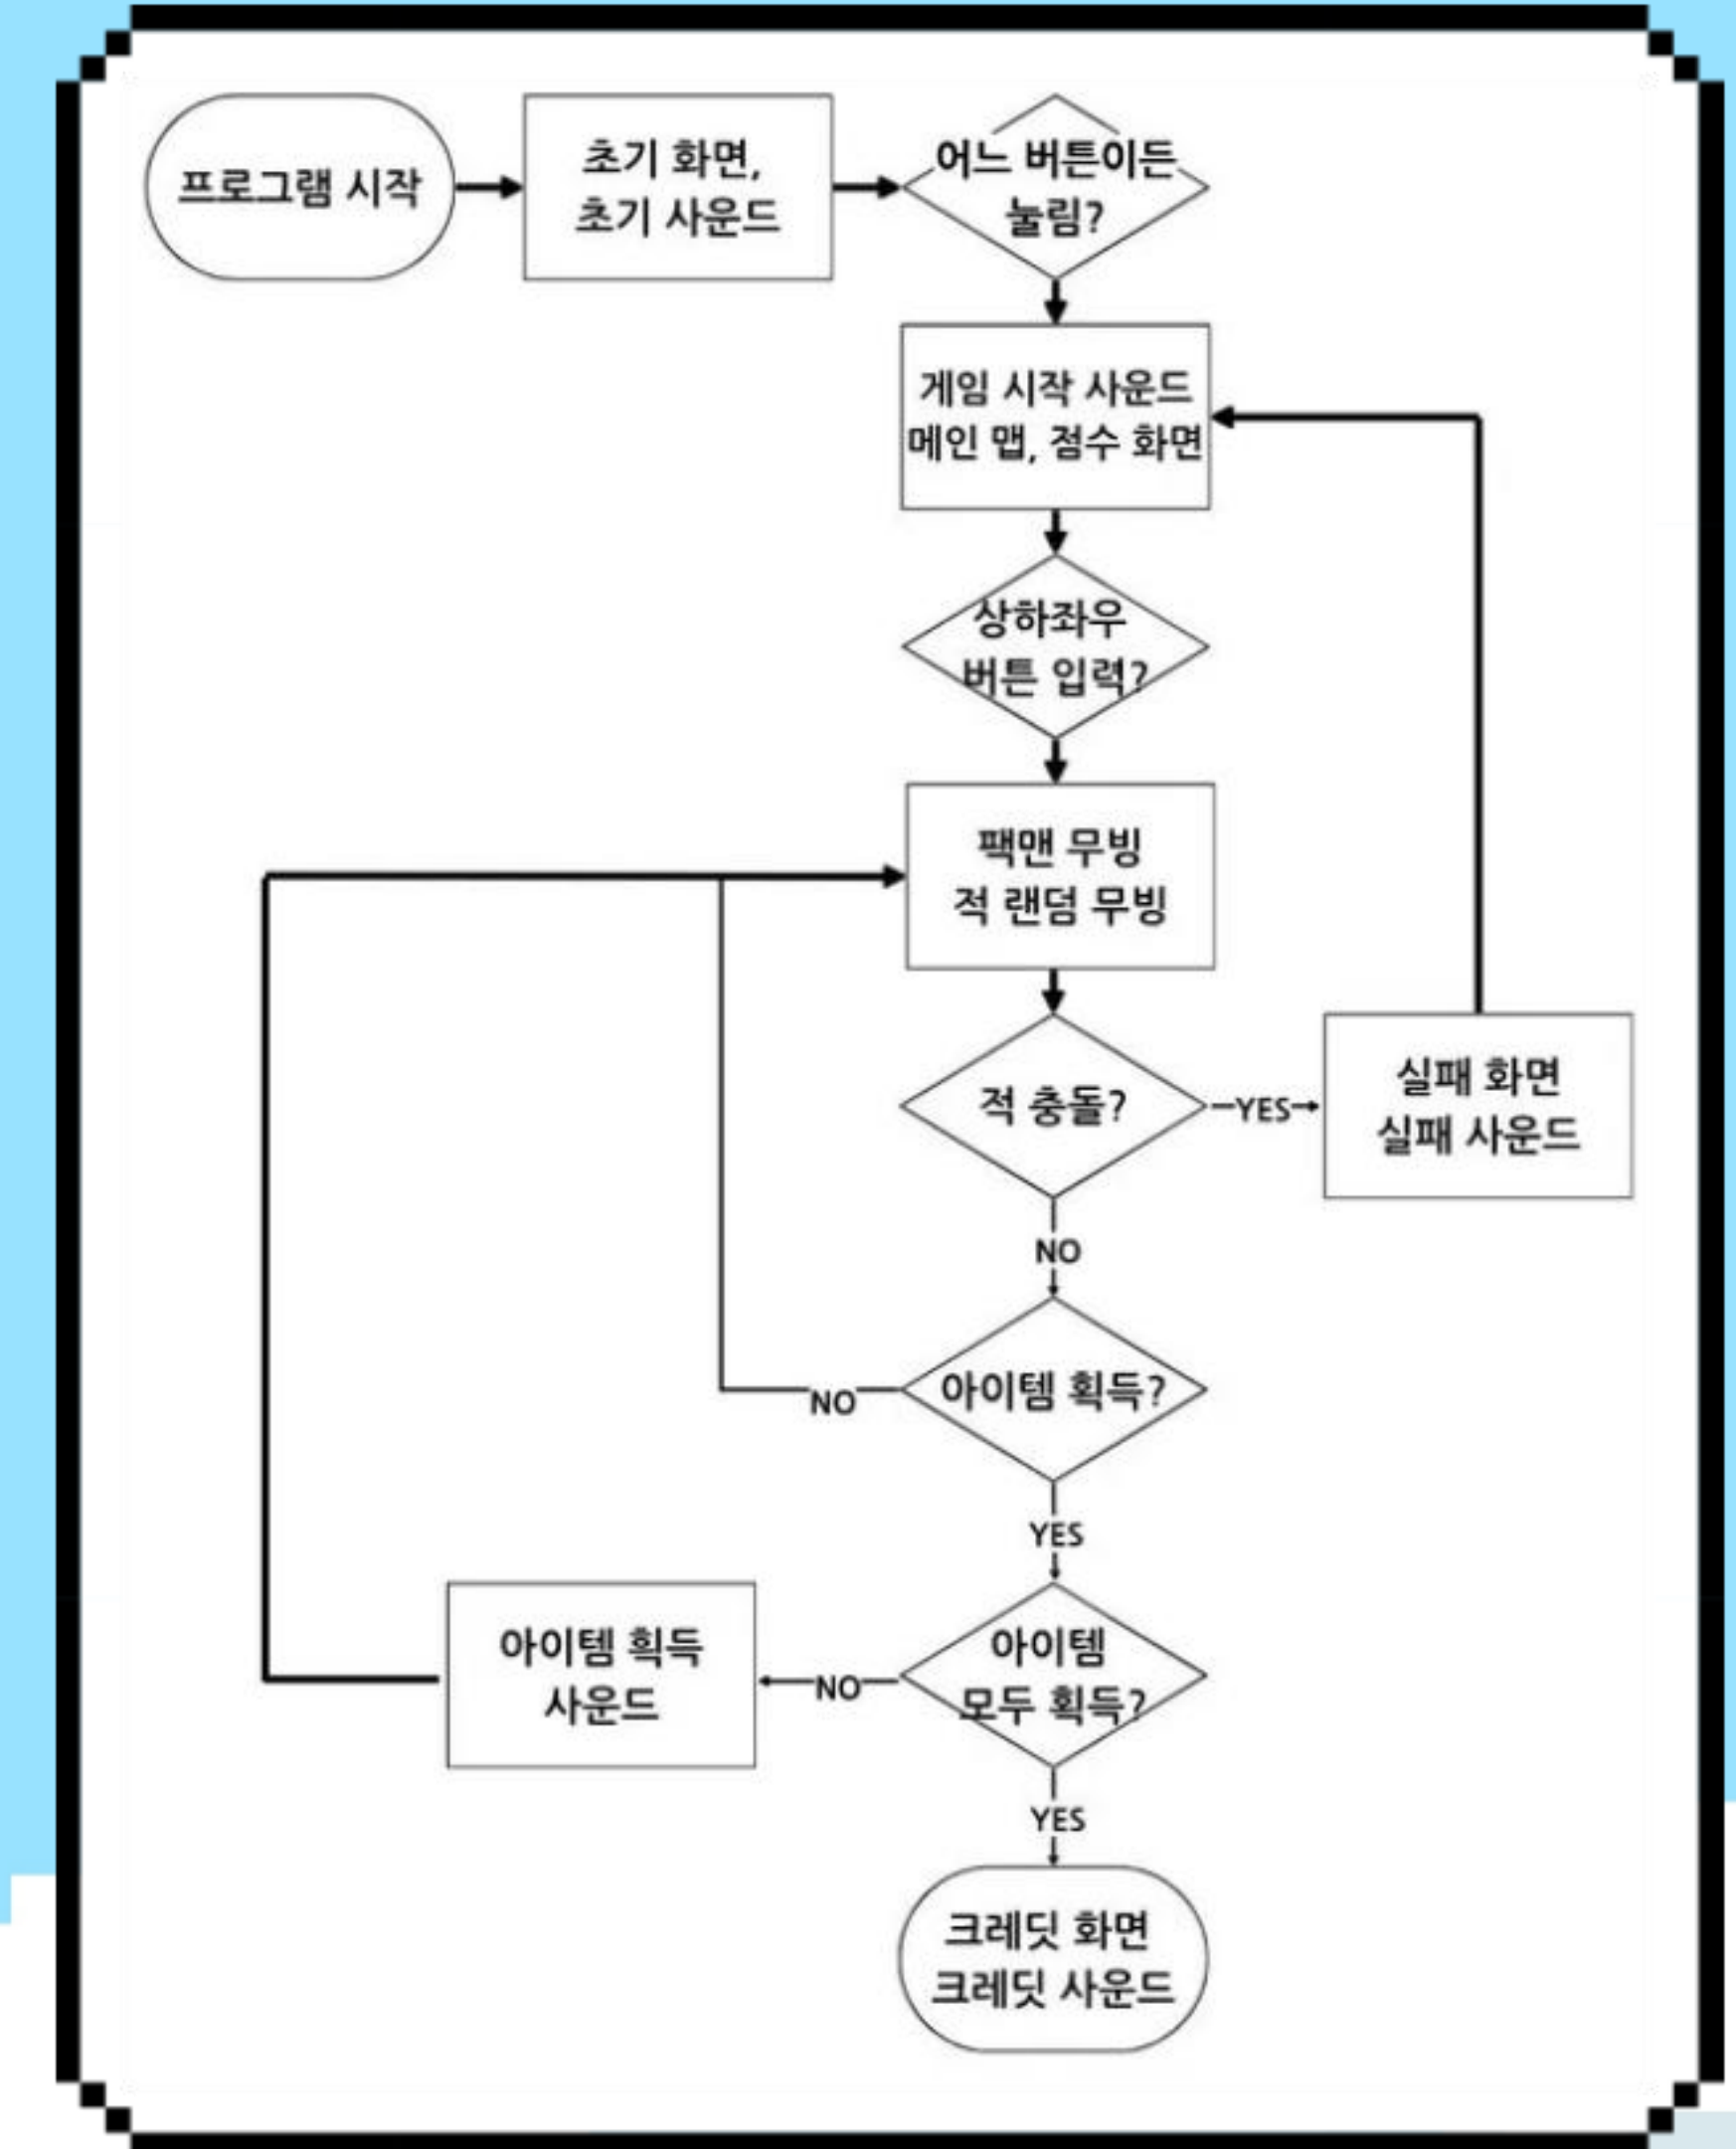 프로그램 시작
초기 화면,
초기 사운드
어느 버튼이든
눌림?
게임 시작 사운드
메인 맵, 점수 화면
상하좌우
버튼 입력?
팩맨 무빙
적 랜덤 무빙
적 충돌?
YES
실패 화면
실패 사운드
NO
아이템 획득?
NO
YES
아이템
모두 획득?
NO
아이템 획득
사운드
YES
크레딧 화면
크레딧 사운드